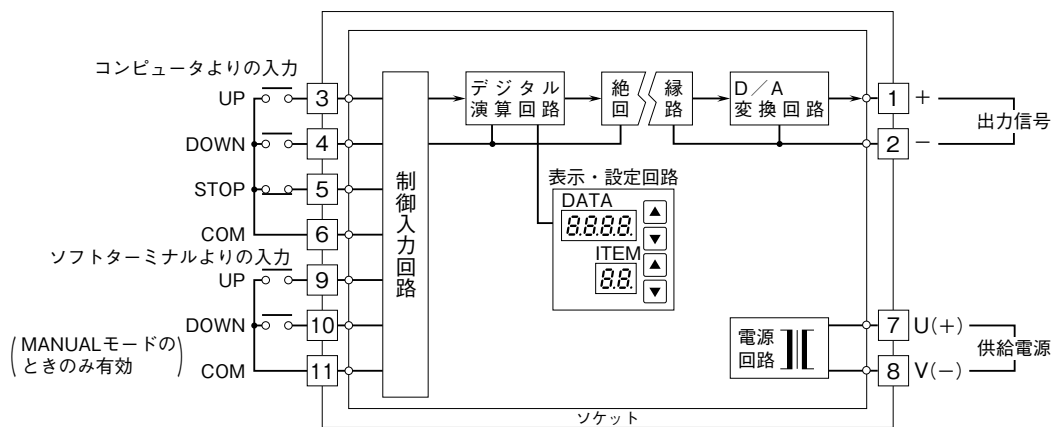 コンピュータよりの入力
UP
3
DOWN
4
STOP
5
COM
6
ソフトターミナルよりの入力
UP
9
DOWN
10
(MANUALモードの
ときのみ有効)
COM
11
制御入力回路
デジタル
演算回路
絶縁
回路
D/A
変換回路
表示・設定回路
DATA
8.8.8.8.
ITEM
8.8.
電源
回路
1
+
2
−
出力信号
7
U(+)
8
V(−)
供給電源
ソケット